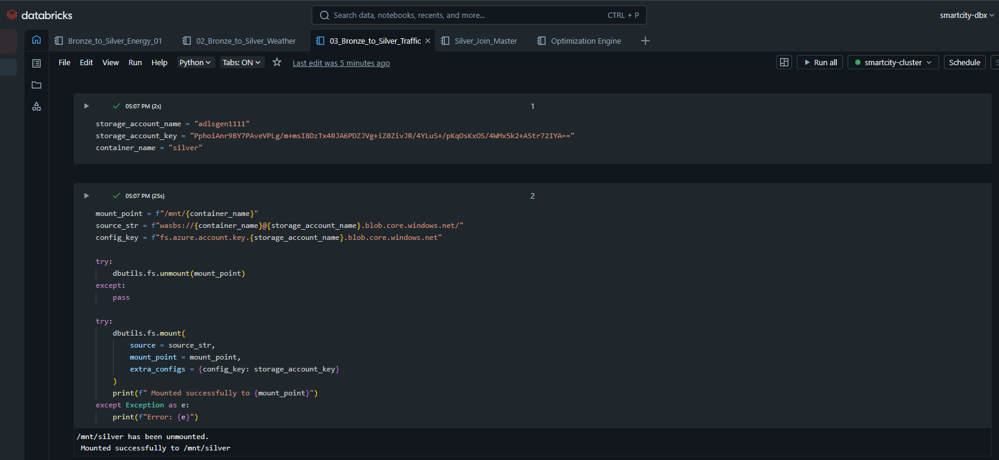 databricks
Search data, notebooks, recents, and more...
CTRL + P
smartcity-dbx
Bronze_to_Silver_Energy_01
02_Bronze_to_Silver_Weather
03_Bronze_to_Silver_Traffic
Silver_Join_Master
Optimization Engine
File Edit View Run Help Python Tabs: ON Last edit was 5 minutes ago
Run all
smartcity-cluster
Schedule
05:07 PM (2s)
1
storage_account_name = "adlsgen1111"
storage_account_key = "PphoiAnr9BY7PAveVPLg/m+msI8DzTx4RJA6PDZJVg+iZ0ZivJR/4YLuS+/pKqOsKxOS/4WMx5k2+AStr72IYA=="
container_name = "silver"
05:07 PM (25s)
2
mount_point = f"/mnt/{container_name}"
source_str = f"wasbs://{container_name}@{storage_account_name}.blob.core.windows.net/"
config_key = f"fs.azure.account.key.{storage_account_name}.blob.core.windows.net"
try:
dbutils.fs.unmount(mount_point)
except:
pass
try:
dbutils.fs.mount(
source = source_str,
mount_point = mount_point,
extra_configs = {config_key: storage_account_key}
)
print(f" Mounted successfully to {mount_point}")
except Exception as e:
print(f"Error: {e}")
/mnt/silver has been unmounted.
Mounted successfully to /mnt/silver